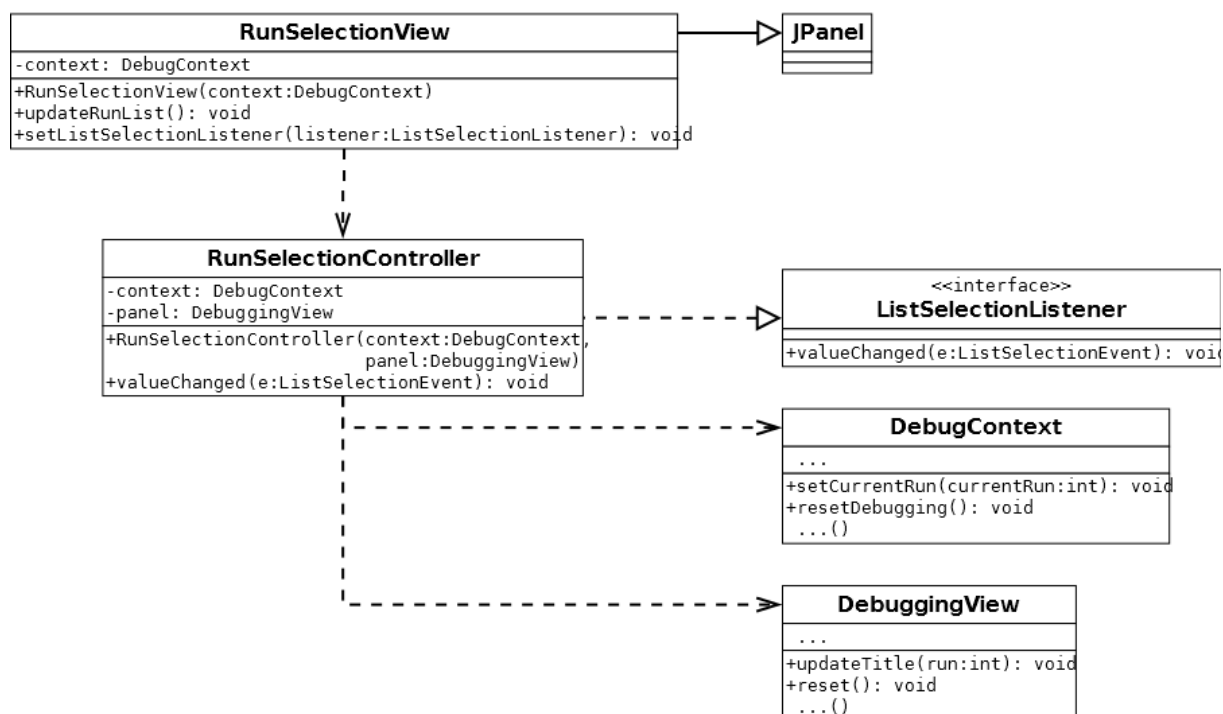 RunSelectionView
-context: DebugContext
+RunSelectionView(context:DebugContext)
+updateRunList(): void
+setListSelectionListener(listener:ListSelectionListener): void
JPanel
RunSelectionController
-context: DebugContext
-panel: DebuggingView
+RunSelectionController(context:DebugContext,
panel:DebuggingView)
+valueChanged(e:ListSelectionEvent): void
<<interface>>
ListSelectionListener
+valueChanged(e:ListSelectionEvent): void
DebugContext
...
+setCurrentRun(currentRun:int): void
+resetDebugging(): void
...()
DebuggingView
...
+updateTitle(run:int): void
+reset(): void
...()